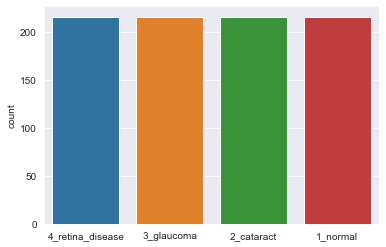 200
150
100
50
0
count
4_retina_disease 3_glaucoma 2_cataract 1_normal